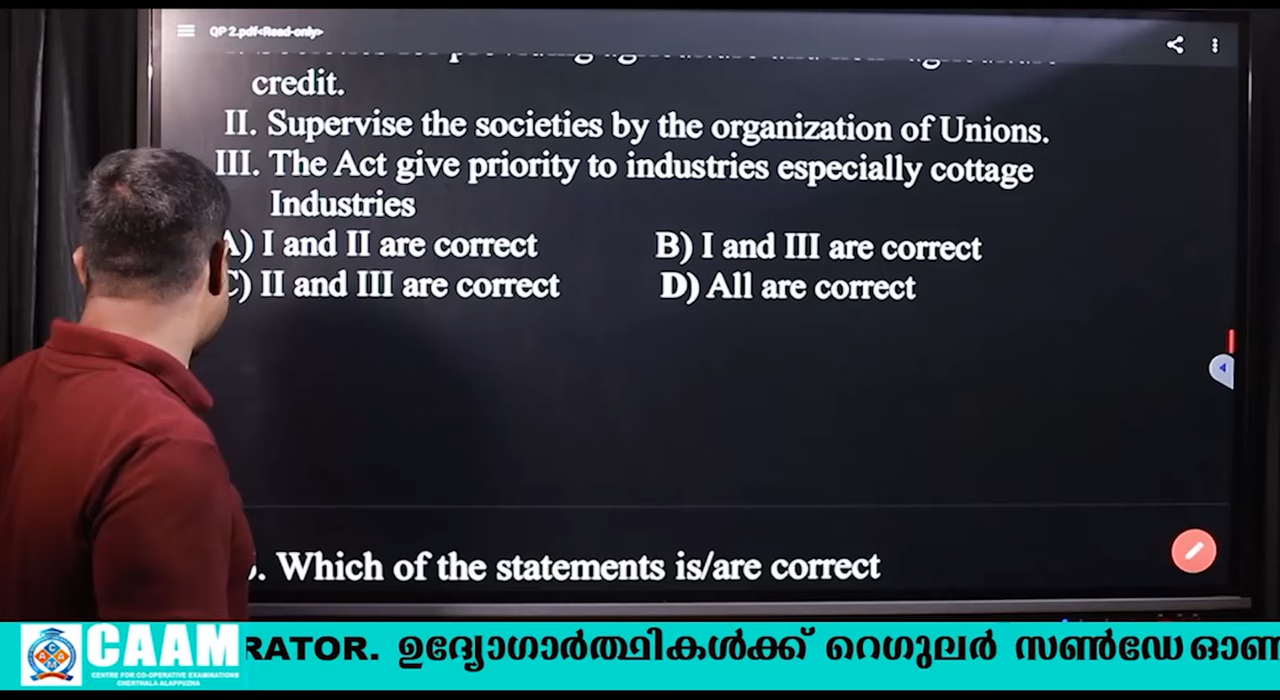 QP 2.pdf<Read-only>
credit.
II. Supervise the societies by the organization of Unions.
III. The Act give priority to industries especially cottage
Industries
A) I and II are correct B) I and III are correct
C) II and III are correct D) All are correct
. Which of the statements is/are correct
CAAM
CENTRE FOR CO-OPERATIVE EXAMINATIONS
CHERTHALA ALAPPUZHA
RATOR. ഉദ്യോഗാർത്ഥികൾക്ക് റെഗുലർ സൺഡേ